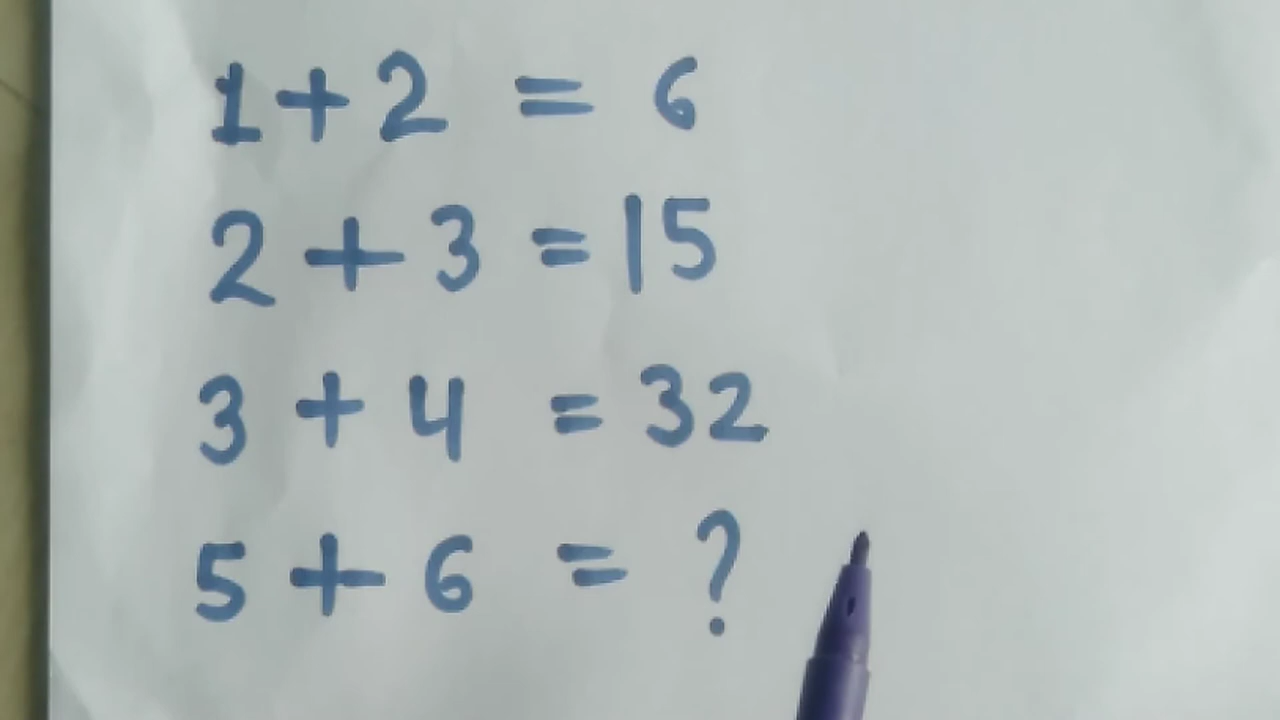 1+2 = 6
2 + 3 = 15
3 + 4 = 32
5 + 6 = ?